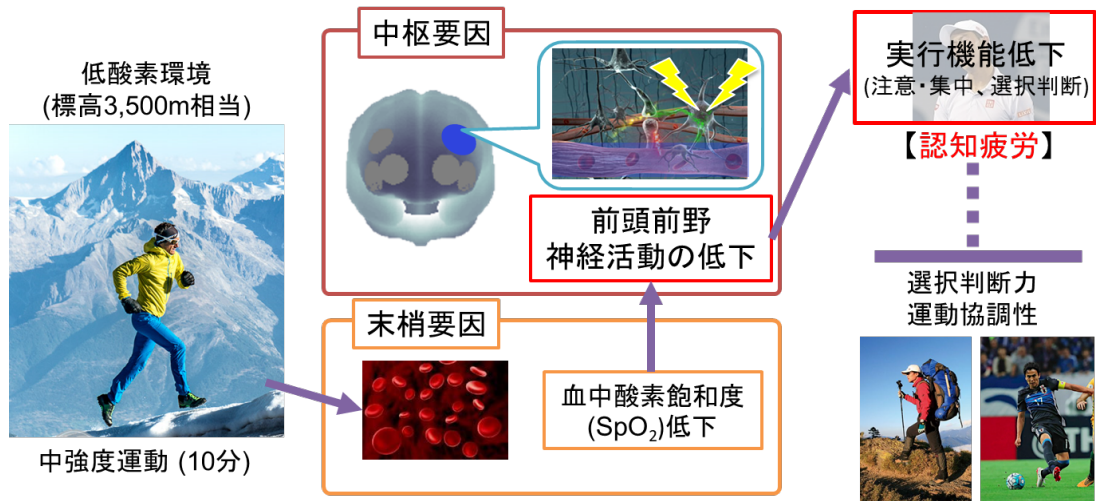 低酸素環境
(標高3,500m相当)
中強度運動 (10分)
中枢要因
前頭前野
神経活動の低下
末梢要因
血中酸素飽和度
(SpO₂)低下
実行機能低下
(注意・集中、選択判断)
【認知疲労】
選択判断力
運動協調性